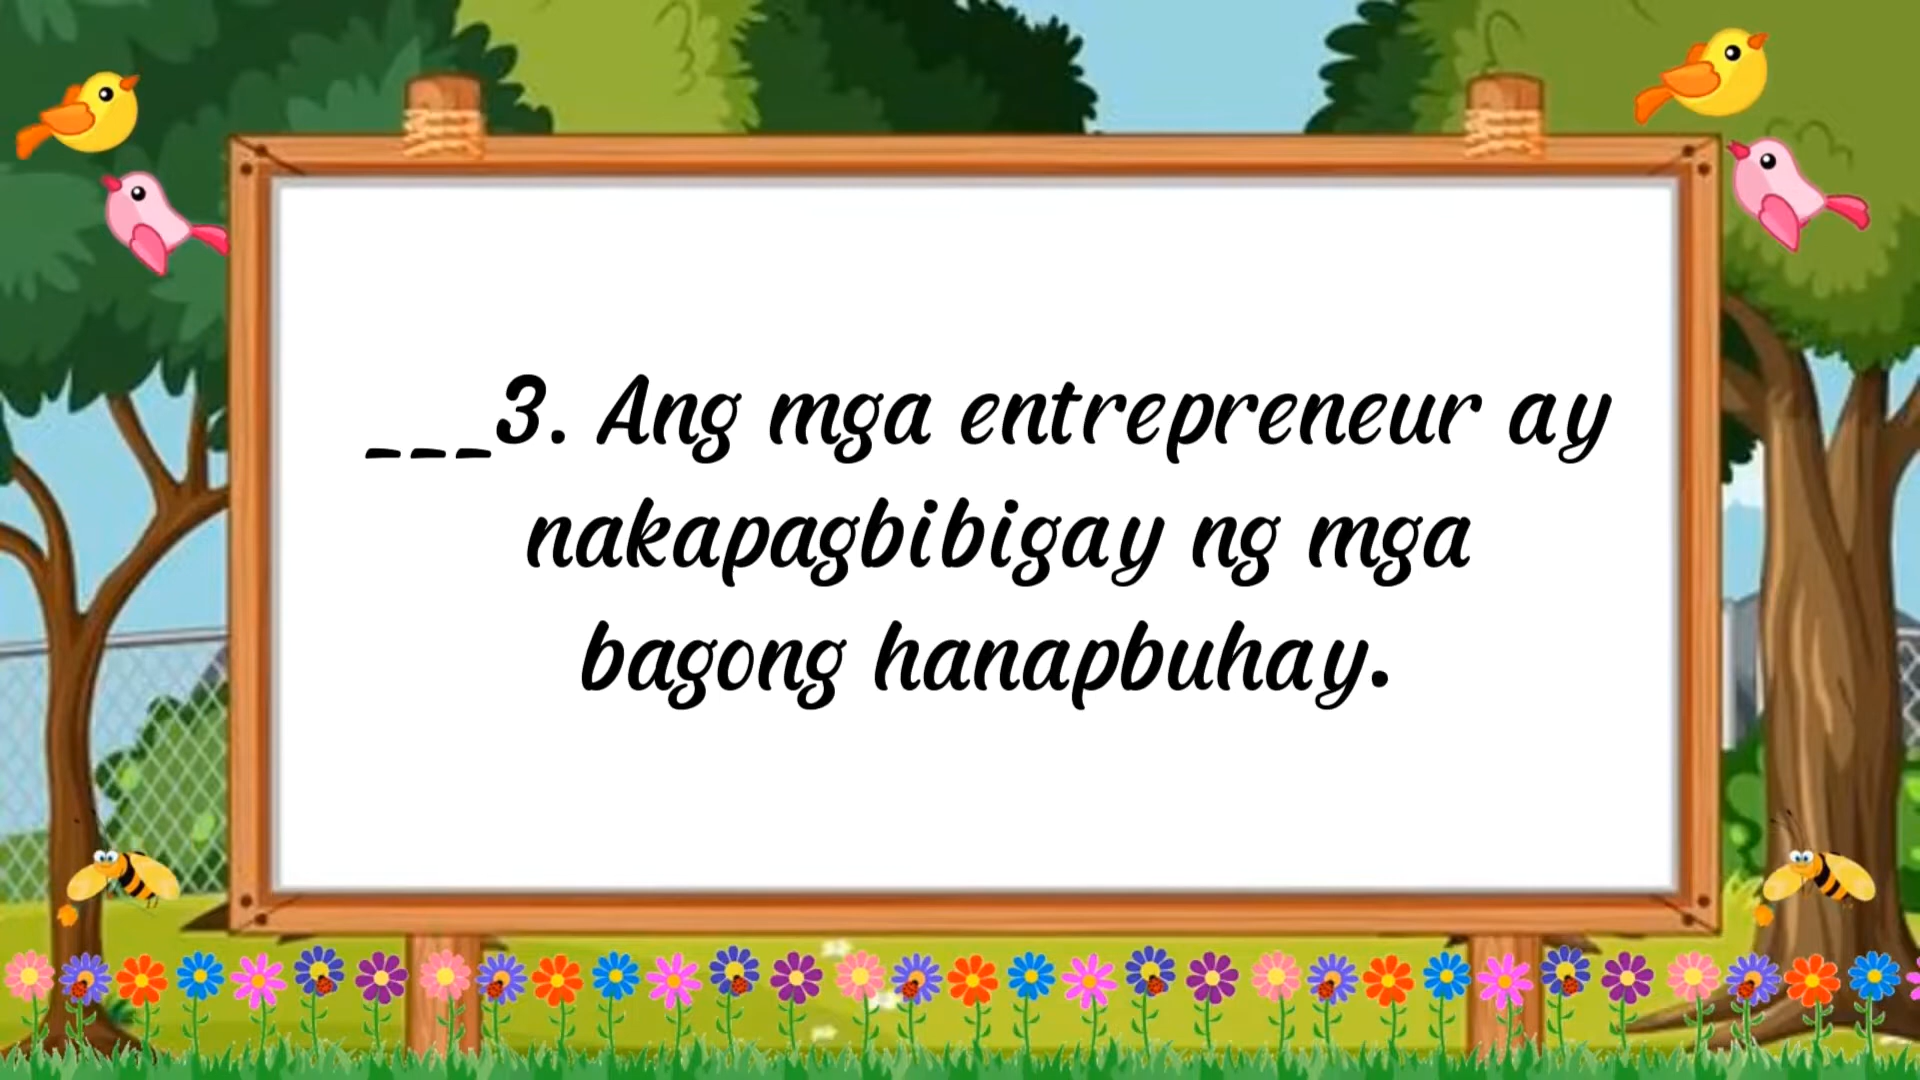 ___3. Ang mga entrepreneur ay
nakapagbibigay ng mga
bagong hanapbuhay.